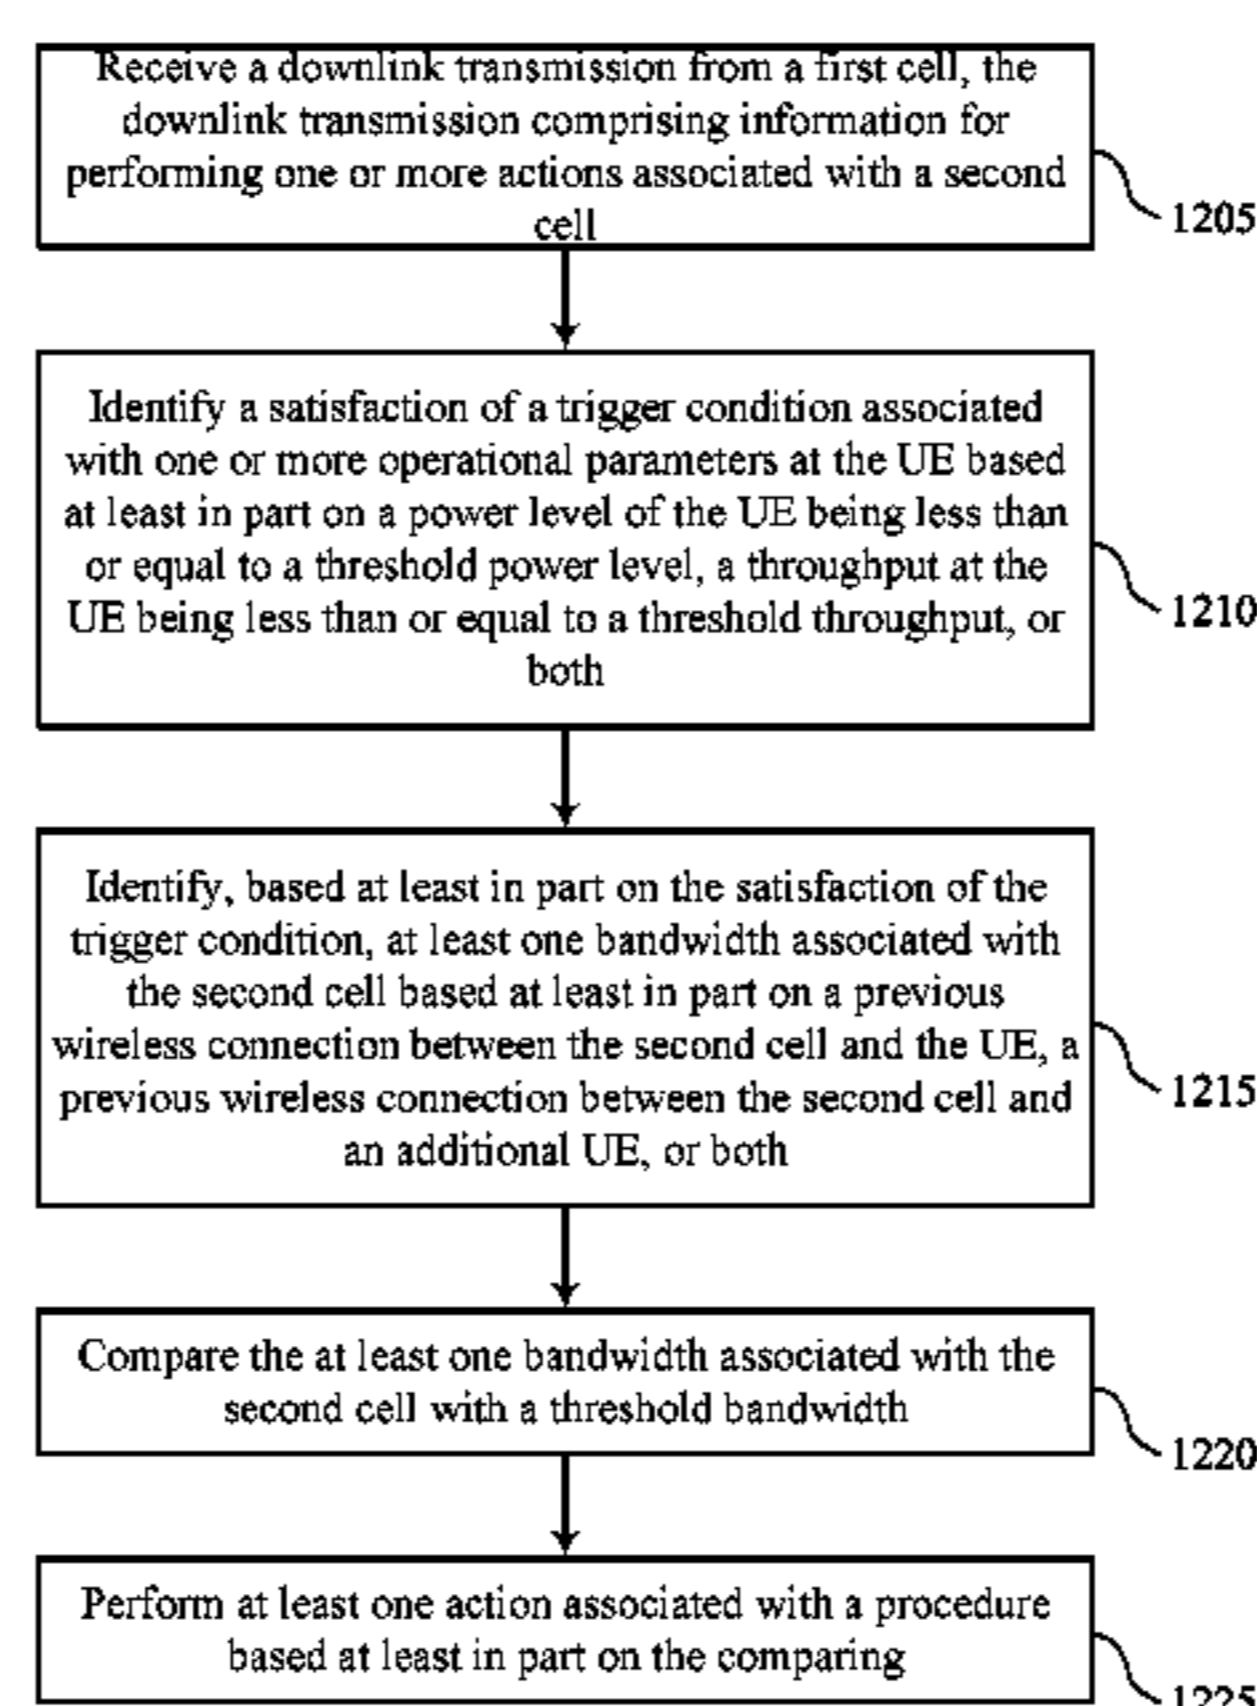 Receive a downlink transmission from a first cell, the
downlink transmission comprising information for
performing one or more actions associated with a second
cell
1205
Identify a satisfaction of a trigger condition associated
with one or more operational parameters at the UE based
at least in part on a power level of the UE being less than
or equal to a threshold power level, a throughput at the
UE being less than or equal to a threshold throughput, or
both
1210
Identify, based at least in part on the satisfaction of the
trigger condition, at least one bandwidth associated with
the second cell based at least in part on a previous
wireless connection between the second cell and the UE, a
previous wireless connection between the second cell and
an additional UE, or both
1215
Compare the at least one bandwidth associated with the
second cell with a threshold bandwidth
1220
Perform at least one action associated with a procedure
based at least in part on the comparing
1225